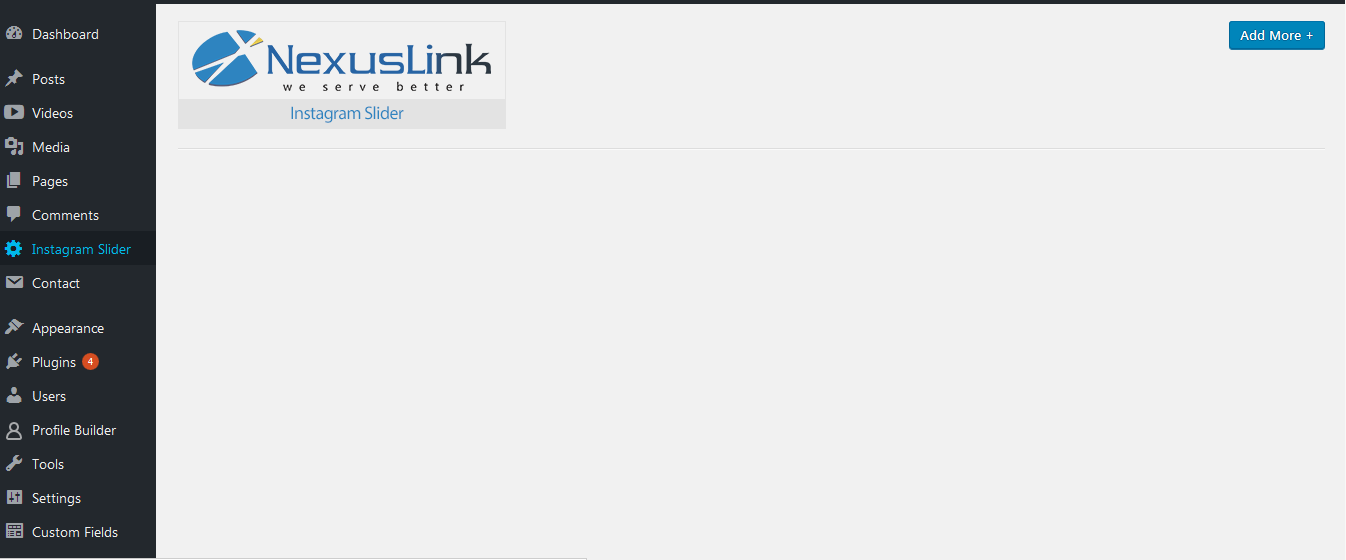 Dashboard
Posts
Videos
Media
Pages
Comments
Instagram Slider
Contact
Appearance
Plugins 4
Users
Profile Builder
Tools
Settings
Custom Fields
NexusLink
we serve better
Instagram Slider
Add More +